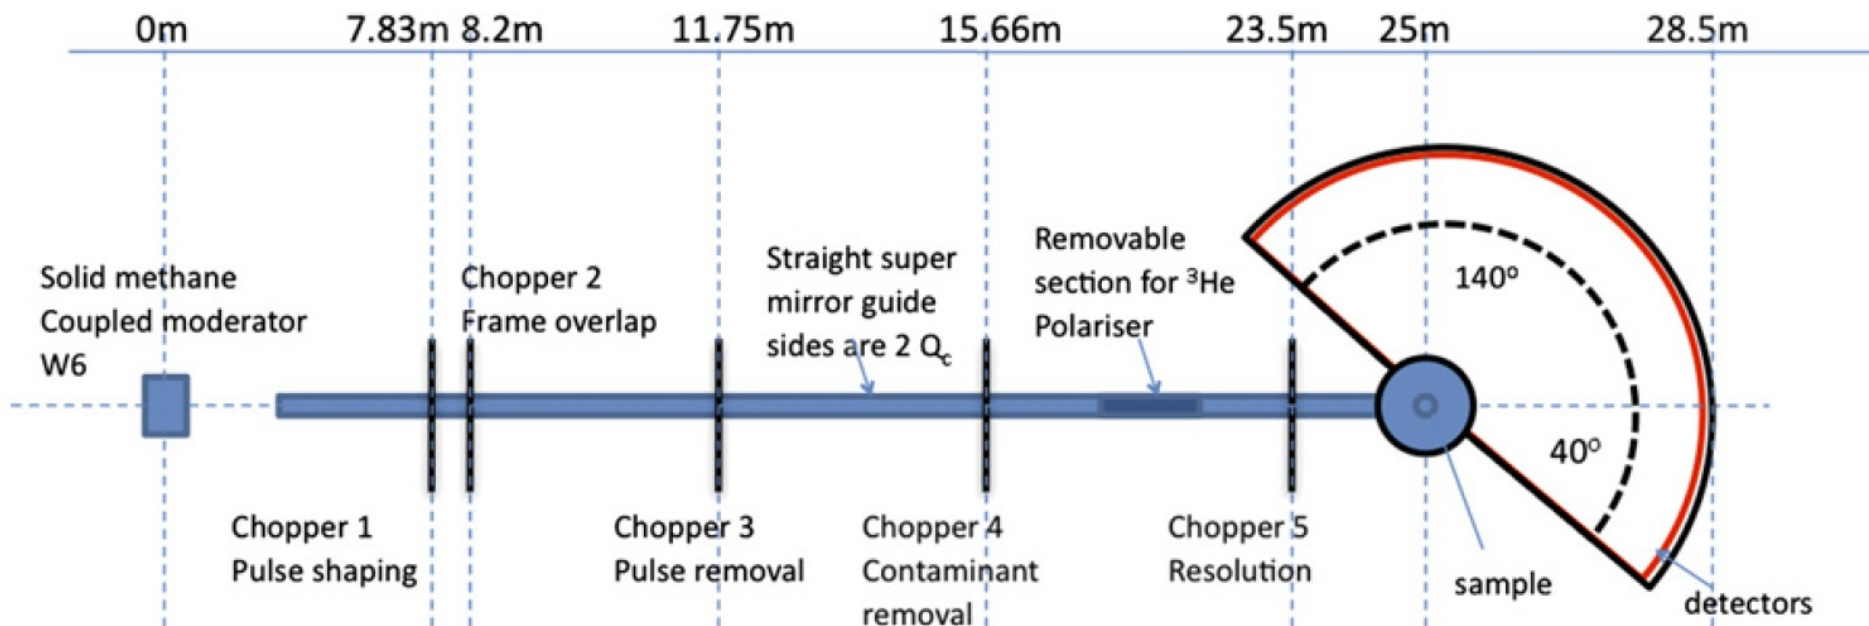 0m 7.83m 8.2m 11.75m 15.66m 23.5m 25m 28.5m
Solid methane
Coupled moderator
W6
Chopper 2
Frame overlap
Straight super
mirror guide
sides are 2 Qc
Removable
section for ³He
Polariser
140º
40º
Chopper 1
Pulse shaping
Chopper 3
Pulse removal
Chopper 4
Contaminant
removal
Chopper 5
Resolution
sample
detectors